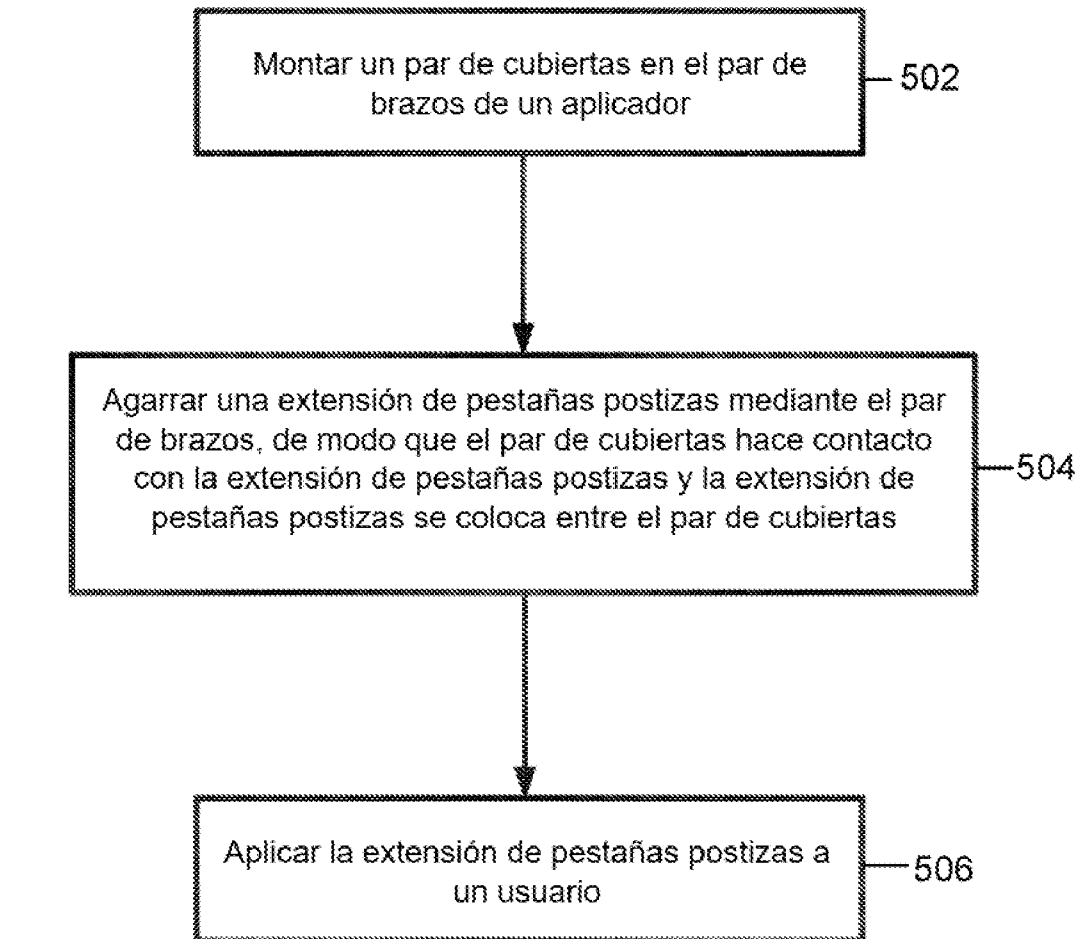 Montar un par de cubiertas en el par de
brazos de un aplicador
502
Agarrar una extensión de pestañas postizas mediante el par
de brazos, de modo que el par de cubiertas hace contacto
con la extensión de pestañas postizas y la extensión de
pestañas postizas se coloca entre el par de cubiertas
504
Aplicar la extensión de pestañas postizas a
un usuario
506